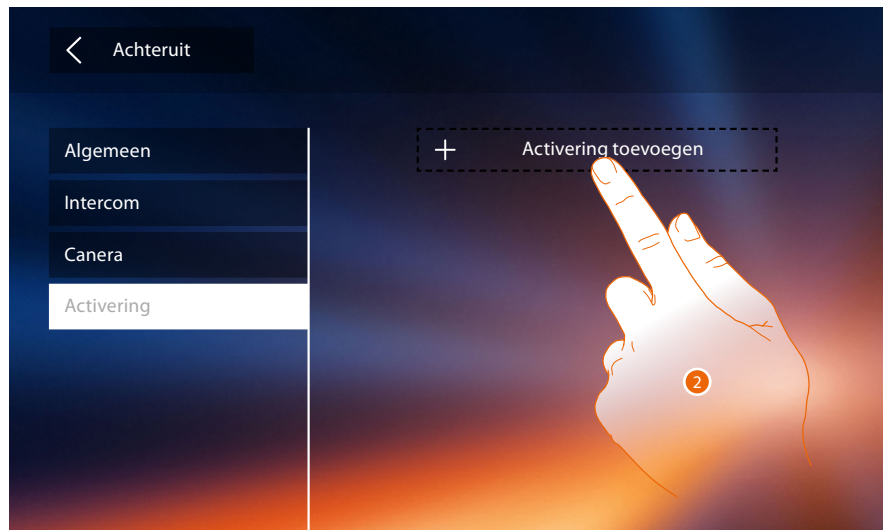 Achteruit
Algemeen
Intercom
Canera
Activering
+ Activering toevoegen
2